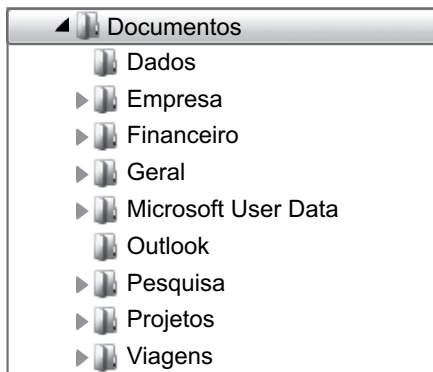 Documentos
Dados
Empresa
Financeiro
Geral
Microsoft User Data
Outlook
Pesquisa
Projetos
Viagens